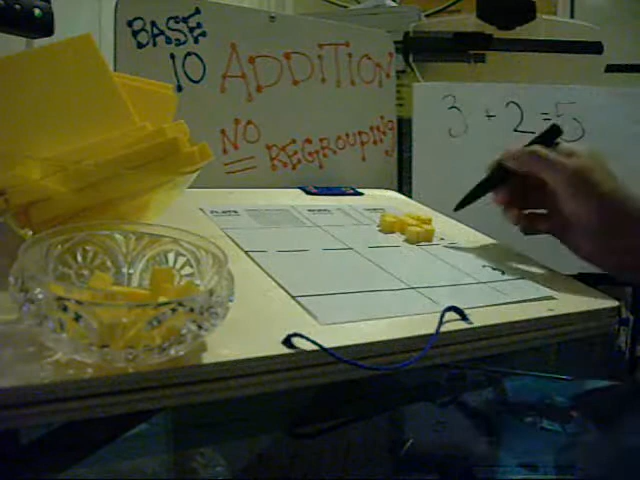 BASE
10
ADDITION
NO
REGROUPING
3 + 2 = 5